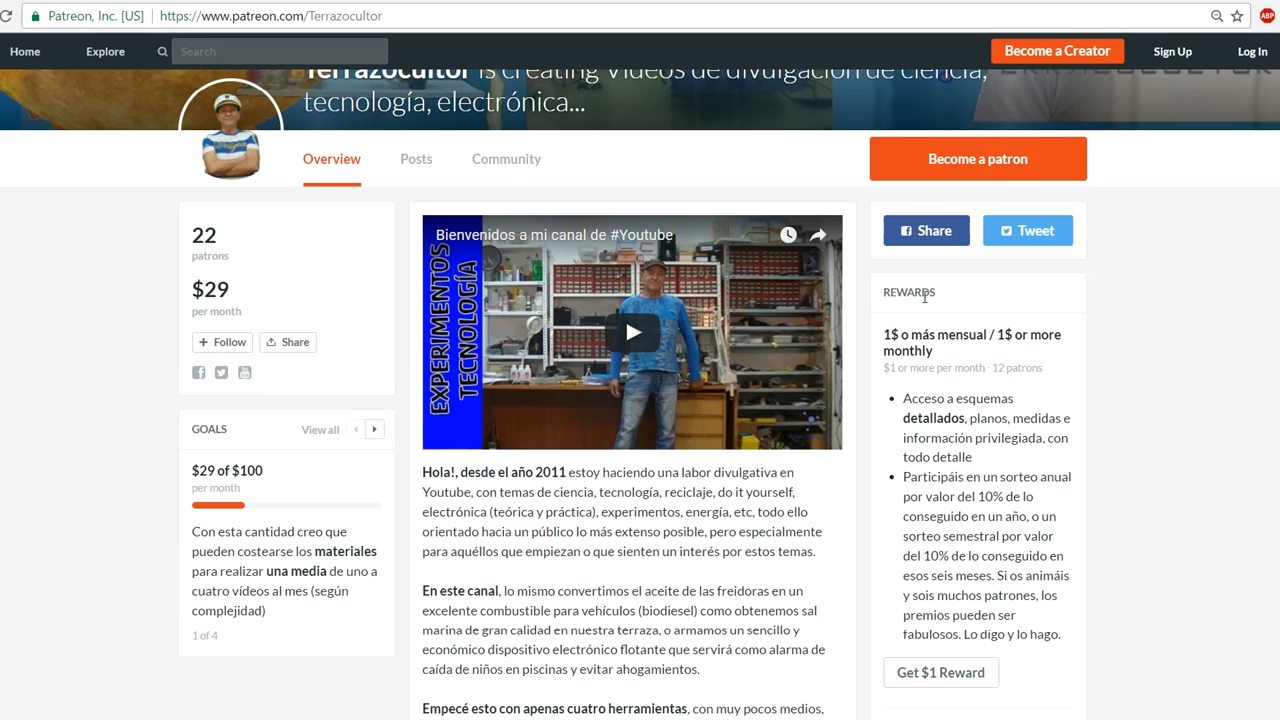 Patreon, Inc. [US]
https://www.patreon.com/Terrazocultor
ABP
Home
Explore
Search
Become a Creator
Sign Up
Log In
Terrazocultor is creating Vídeos de divulgación de ciencia,
tecnología, electrónica...
Overview
Posts
Community
Become a patron
22
patrons
$29
per month
+ Follow
Share
GOALS
View all
$29 of $100
per month
Con esta cantidad creo que
pueden costearse los materiales
para realizar una media de uno a
cuatro vídeos al mes (según
complejidad)
1 of 4
Bienvenidos a mi canal de #Youtube
EXPERIMENTOS
TECNOLOGÍA
Hola!, desde el año 2011 estoy haciendo una labor divulgativa en
Youtube, con temas de ciencia, tecnología, reciclaje, do it yourself,
electrónica (teórica y práctica), experimentos, energía, etc, todo ello
orientado hacia un público lo más extenso posible, pero especialmente
para aquéllos que empiezan o que sienten un interés por estos temas.
En este canal, lo mismo convertimos el aceite de las freidoras en un
excelente combustible para vehículos (biodiesel) como obtenemos sal
marina de gran calidad en nuestra terraza, o armamos un sencillo y
económico dispositivo electrónico flotante que servirá como alarma de
caída de niños en piscinas y evitar ahogamientos.
Empecé esto con apenas cuatro herramientas, con muy pocos medios,
Share
Tweet
REWARDS
1$ o más mensual / 1$ or more
monthly
$1 or more per month · 12 patrons
• Acceso a esquemas
detallados, planos, medidas e
información privilegiada, con
todo detalle
• Participáis en un sorteo anual
por valor del 10% de lo
conseguido en un año, o un
sorteo semestral por valor
del 10% de lo conseguido en
esos seis meses. Si os animáis
y sois muchos patrones, los
premios pueden ser
fabulosos. Lo digo y lo hago.
Get $1 Reward